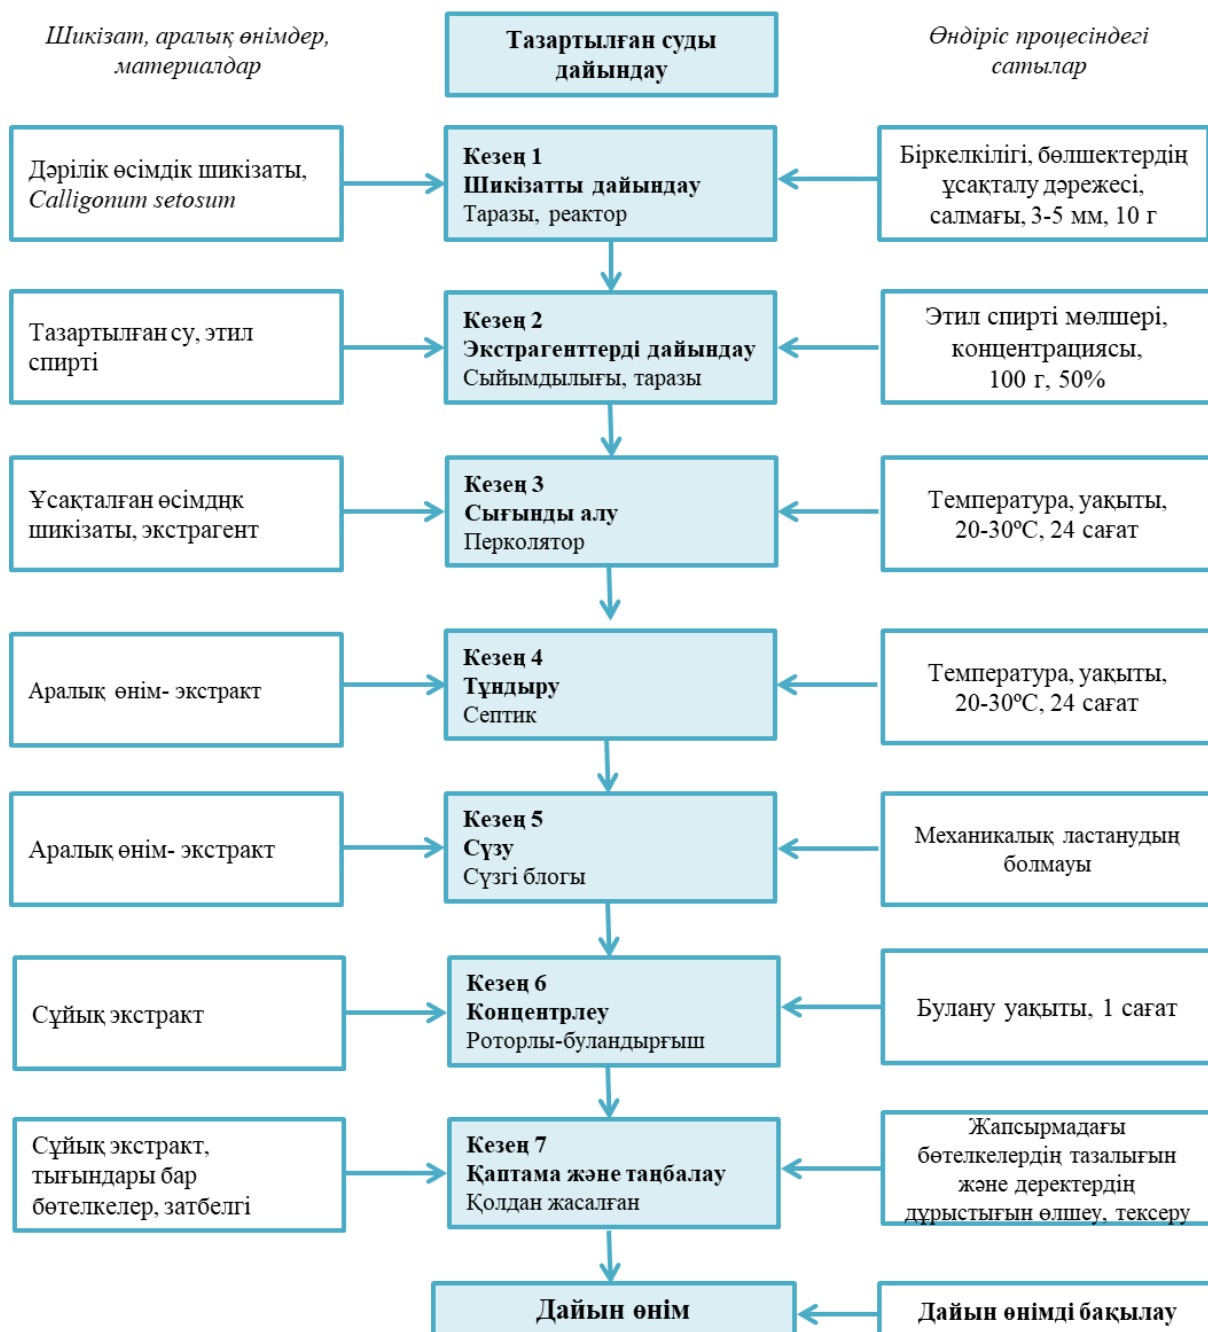 Шикізат, аралық өнімдер,
материалдар
Тазартылған суды
дайындау
Өндіріс процесіндегі
сатылар
Дәрілік өсімдік шикізаты,
Calligonum setosum
Кезең 1
Шикізатты дайындау
Таразы, реактор
Біркелкілігі, бөлшектердің
ұсақталу дәрежесі,
салмағы, 3-5 мм, 10 г
Тазартылған су, этил
спирті
Кезең 2
Экстрагенттерді дайындау
Сыйымдылығы, таразы
Этил спирті мөлшері,
концентрациясы,
100 г, 50%
Ұсақталған өсімдңк
шикізаты, экстрагент
Кезең 3
Сығынды алу
Перколятор
Температура, уақыты,
20-30ºС, 24 сағат
Аралық өнім- экстракт
Кезең 4
Тұндыру
Септик
Температура, уақыты,
20-30ºС, 24 сағат
Аралық өнім- экстракт
Кезең 5
Сүзу
Сүзгі блогы
Механикалық ластанудың
болмауы
Сұйық экстракт
Кезең 6
Концентрлеу
Роторлы-буландырғыш
Булану уақыты, 1 сағат
Сұйық экстракт,
тығындары бар
бөтелкелер, затбелгі
Кезең 7
Қаптама және таңбалау
Қолдан жасалған
Жапсырмадағы
бөтелкелердің тазалығын
және деректердің
дұрыстығын өлшеу, тексеру
Дайын өнім
Дайын өнімді бақылау